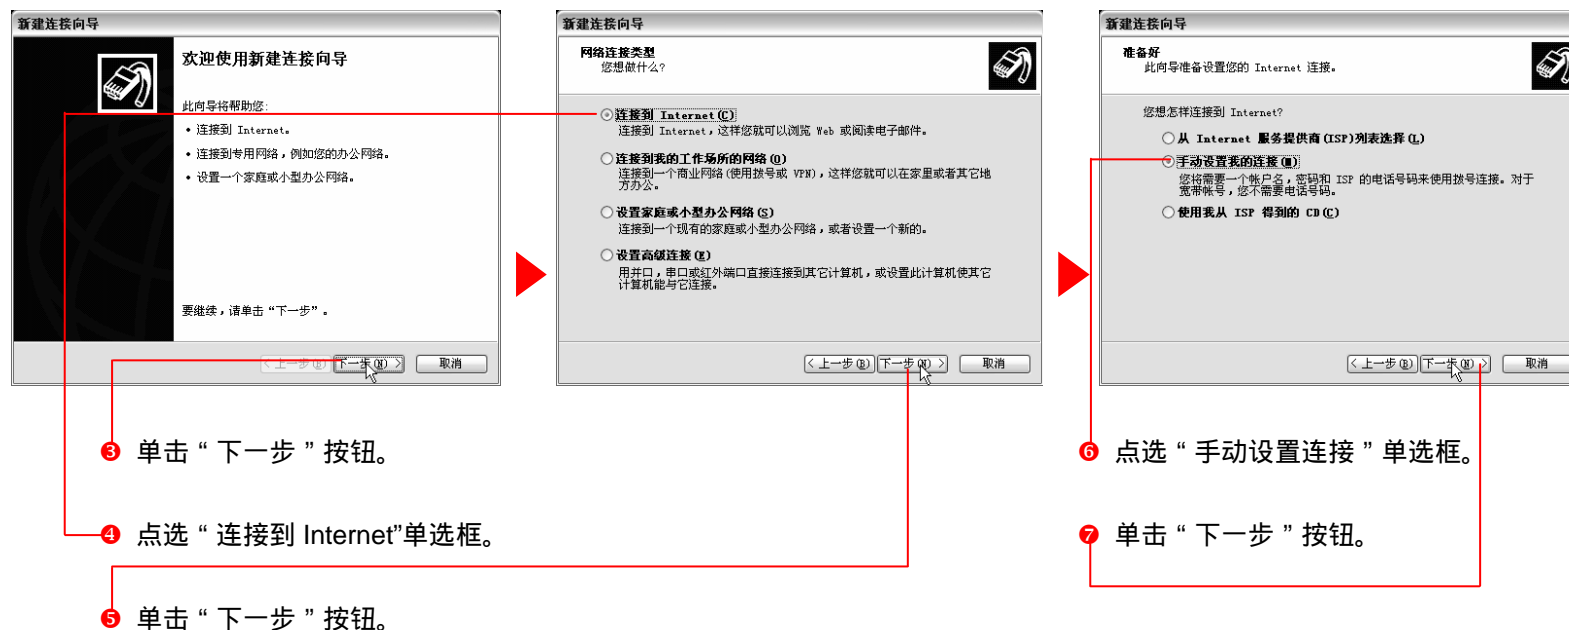 新建连接向导
欢迎使用新建连接向导
此向导将帮助您:
• 连接到 Internet。
• 连接到专用网络，例如您的办公网络。
• 设置一个家庭或小型办公网络。
要继续，请单击“下一步”。
< 上一步(B)
下一步(N) >
取消
新建连接向导
网络连接类型
您想做什么?
连接到 Internet(C)
连接到 Internet，这样您就可以浏览 Web 或阅读电子邮件。
连接到我的工作场所的网络(O)
连接到一个商业网络(使用拨号或 VPN)，这样您就可以在家里或者其它地
方办公。
设置家庭或小型办公网络(S)
连接到一个现有的家庭或小型办公网络，或者设置一个新的。
设置高级连接(E)
用并口，串口或红外端口直接连接到其它计算机，或设置此计算机使其它
计算机能与它连接。
< 上一步(B)
下一步(N) >
取消
新建连接向导
准备好
此向导准备设置您的 Internet 连接。
您想怎样连接到 Internet?
从 Internet 服务提供商(ISP)列表选择(L)
手动设置我的连接(M)
您将需要一个帐户名，密码和 ISP 的电话号码来使用拨号连接。对于
宽带帐号，您不需要电话号码。
使用我从 ISP 得到的 CD(C)
< 上一步(B)
下一步(N) >
取消
❸ 单击“ 下一步 ” 按钮。
❹ 点选“ 连接到 Internet”单选框。
❺ 单击“ 下一步 ” 按钮。
❻ 点选“ 手动设置连接 ” 单选框。
❼ 单击“ 下一步 ” 按钮。